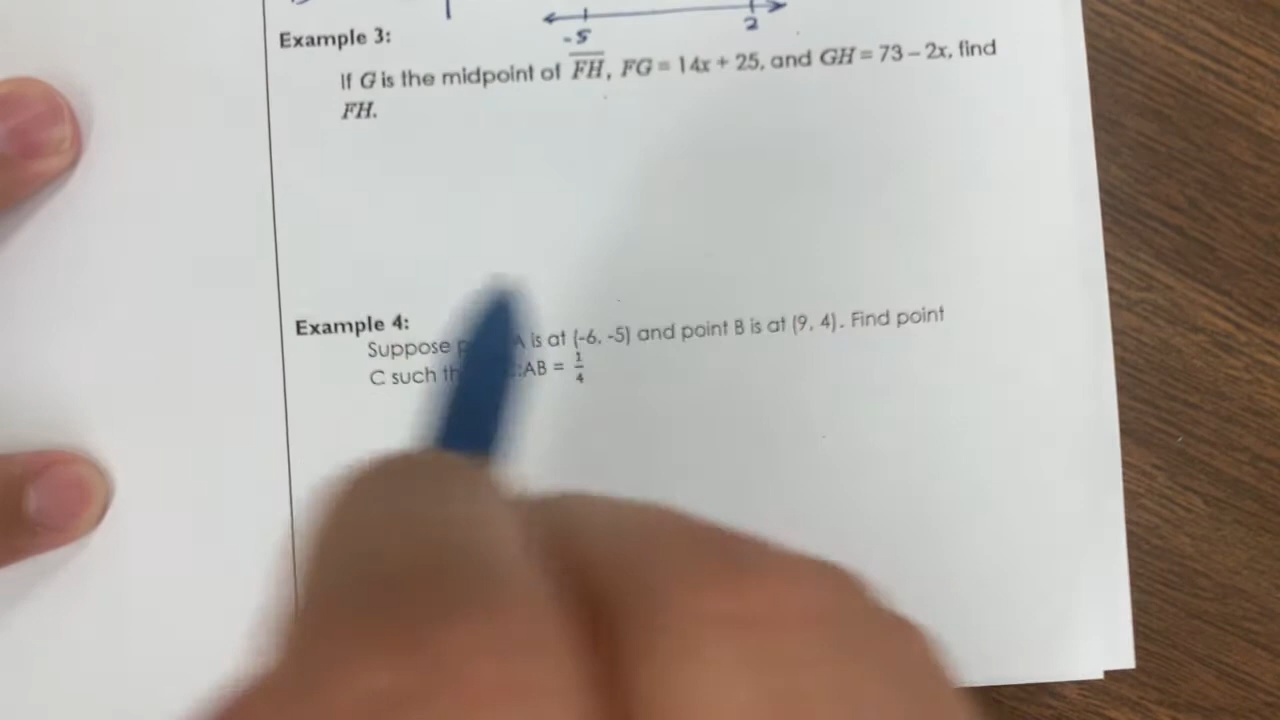 -5 2
Example 3:
If G is the midpoint of FH, FG = 14x + 25, and GH = 73 – 2x, find
FH.
Example 4:
Suppose A is at (-6, -5) and point B is at (9, 4). Find point
C such :AB = 1/4